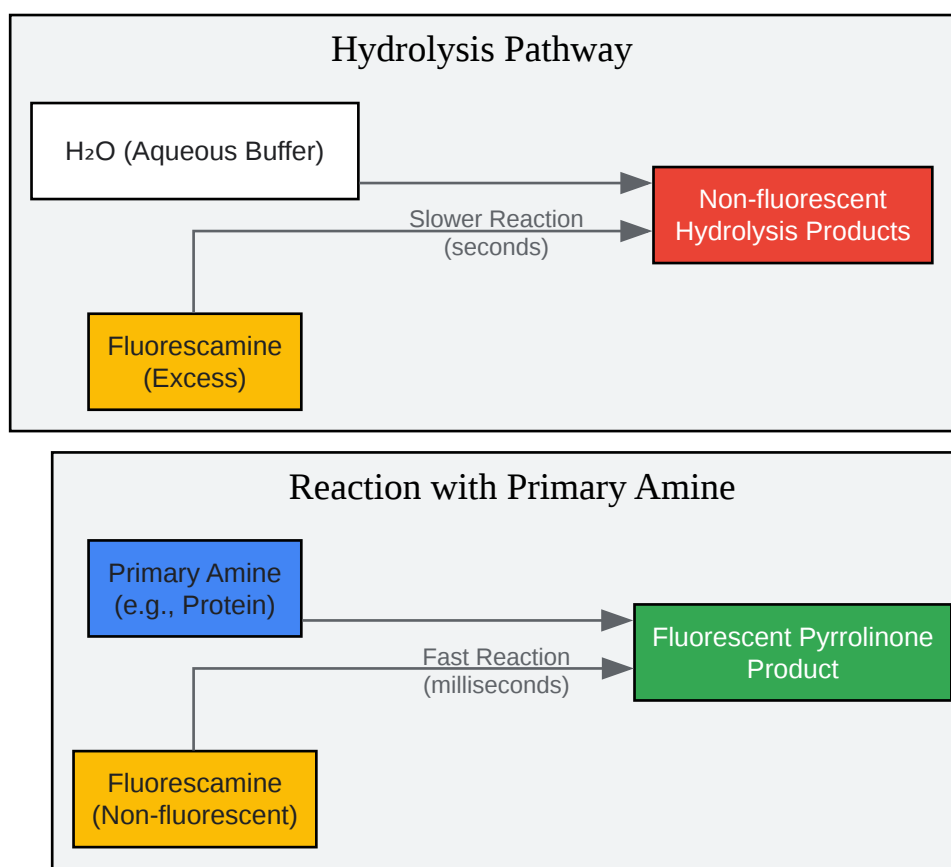 Hydrolysis Pathway
H₂O (Aqueous Buffer)
Non-fluorescent
Hydrolysis Products
Slower Reaction
(seconds)
Fluorescamine
(Excess)
Reaction with Primary Amine
Primary Amine
(e.g., Protein)
Fluorescent Pyrrolinone
Product
Fast Reaction
(milliseconds)
Fluorescamine
(Non-fluorescent)